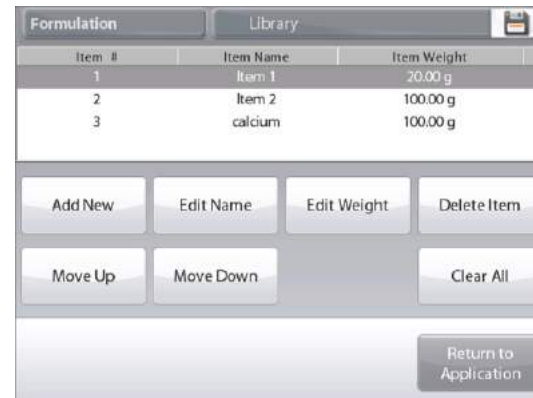 Formulation Library
Item # Item Name Item Weight
1 Item 1 20.00 g
2 Item 2 100.00 g
3 calcium 100.00 g
Add New Edit Name Edit Weight Delete Item
Move Up Move Down Clear All
Return to
Application